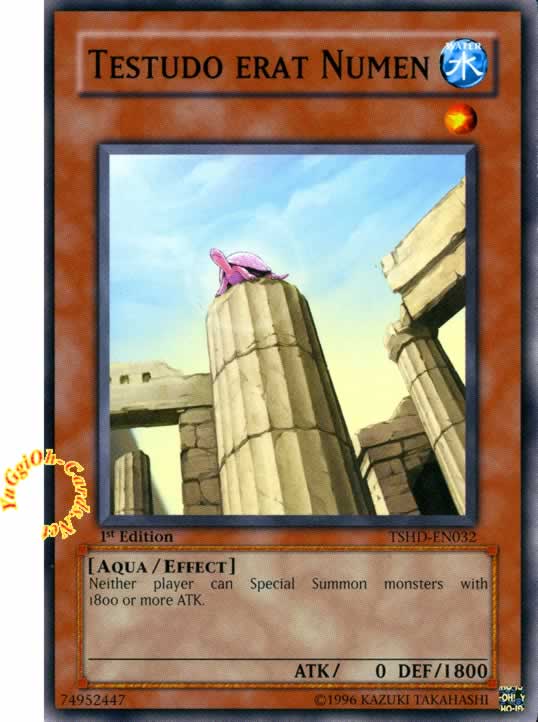 TESTUDO ERAT NUMEN
WATER
水
1st Edition
TSHD-EN032
YuGgiOh-Cards.Net
[AQUA / EFFECT]
Neither player can Special Summon monsters with
1800 or more ATK.
ATK/ 0 DEF/1800
74952447
©1996 KAZUKI TAKAHASHI